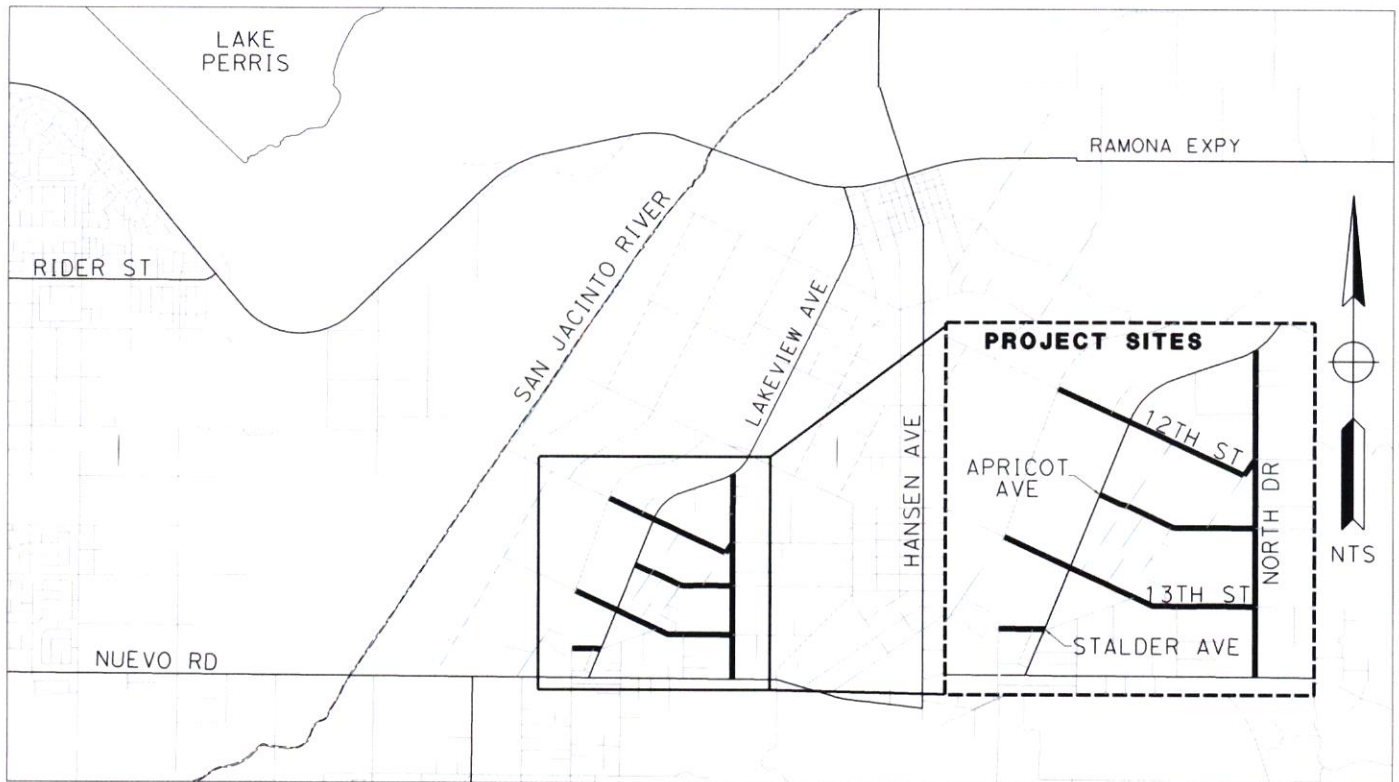 LAKE
PERRIS
RAMONA EXPY
RIDER ST
SAN JACINTO RIVER
LAKEVIEW AVE
HANSEN AVE
PROJECT SITES
12TH ST
APRICOT
AVE
NORTH DR
13TH ST
STALDER AVE
NTS
NUEVO RD